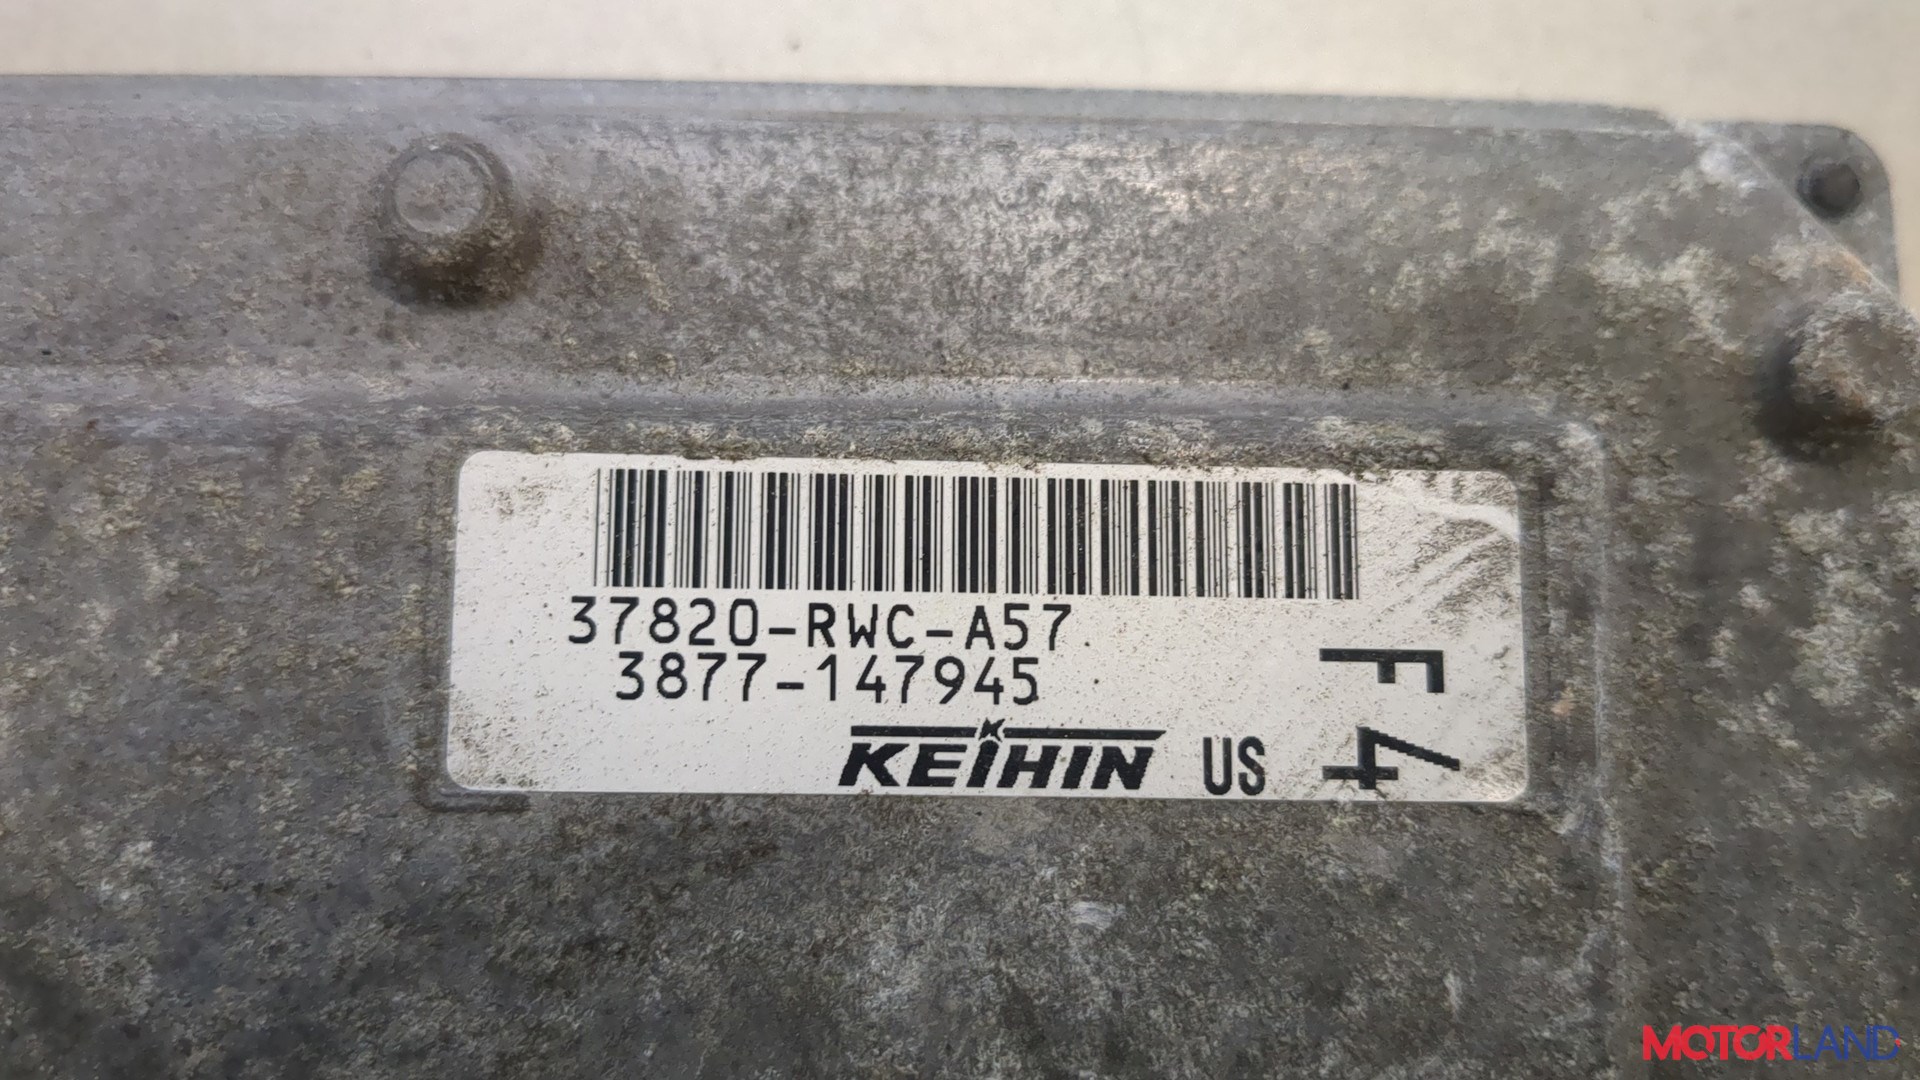 37820-RWC-A57
3877-147945
KEIHIN US
F4
MOTORLAND